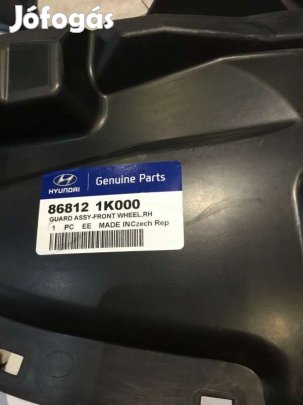 Jófogás
HYUNDAI
Genuine Parts
86812 1K000
GUARD ASSY-FRONT WHEEL,RH
1 PC EE MADE INCzech Rep